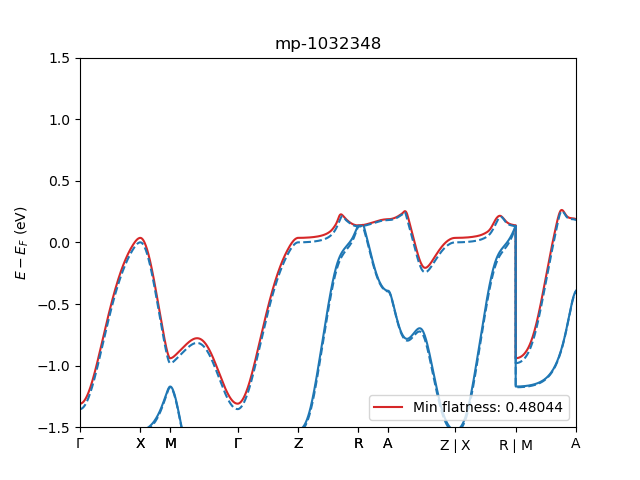 mp-1032348
E − E_F (eV)
1.5
1.0
0.5
0.0
−0.5
−1.0
−1.5
Min flatness: 0.48044
Γ X M Γ Z R A Z | X R | M A